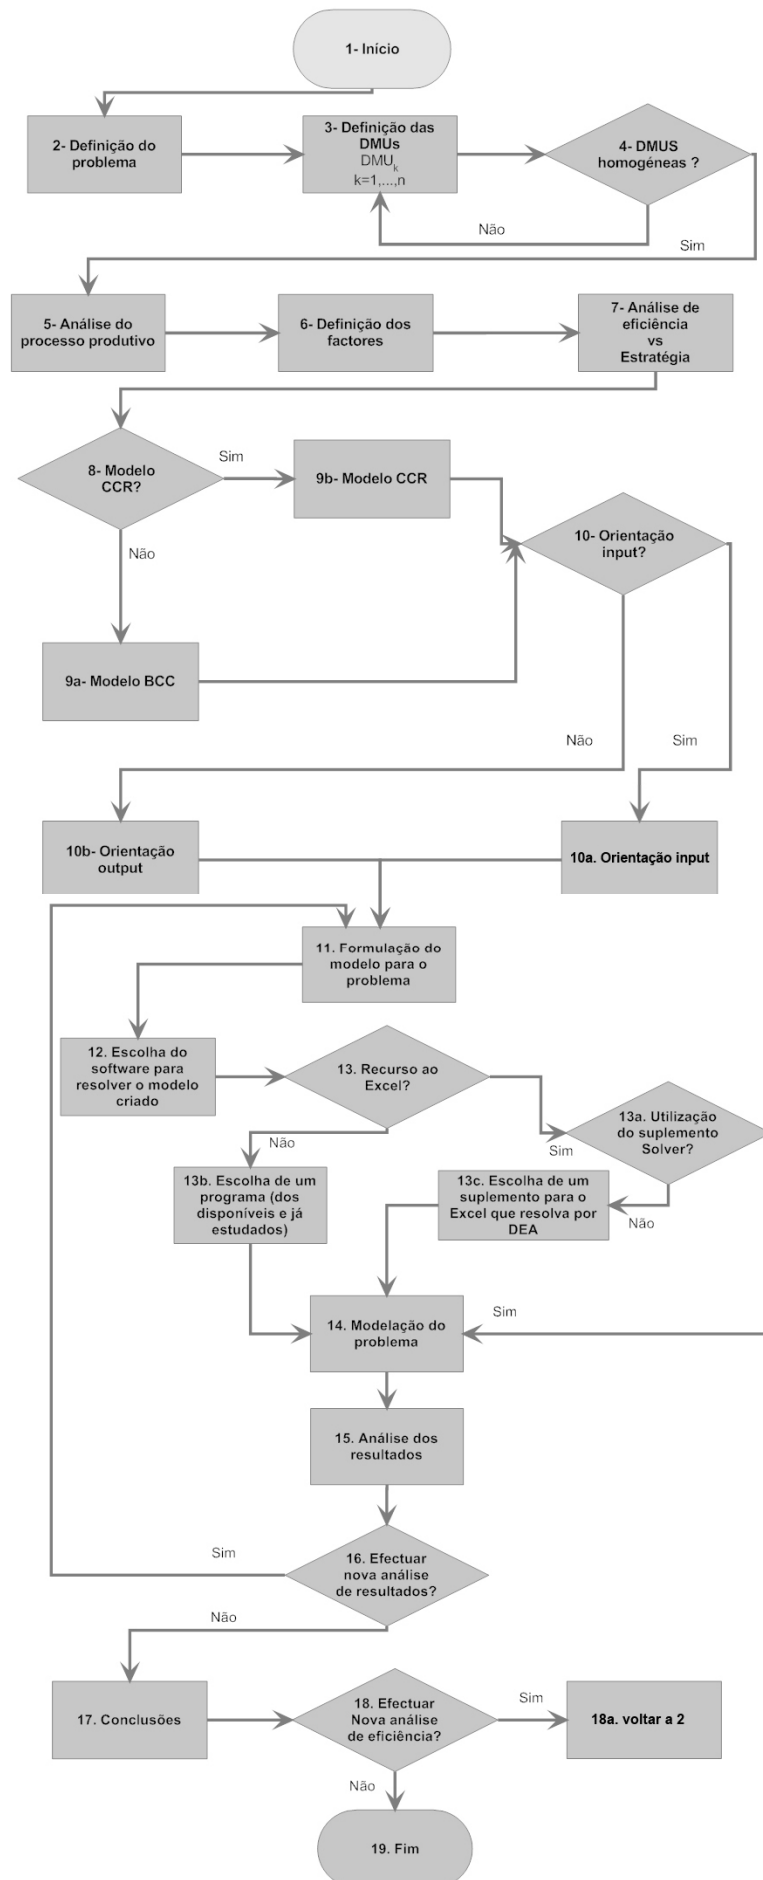 1- Início
2- Definição do
problema
3- Definição das
DMUs
DMUk
k=1,...,n
4- DMUS
homogéneas ?
Não
Sim
5- Análise do
processo produtivo
6- Definição dos
factores
7- Análise de
eficiência
vs
Estratégia
8- Modelo
CCR?
Sim
9b- Modelo CCR
10- Orientação
input?
Não
9a- Modelo BCC
Não
Sim
10b- Orientação
output
10a. Orientação input
11. Formulação do
modelo para o
problema
12. Escolha do
software para
resolver o modelo
criado
13. Recurso ao
Excel?
13a. Utilização
do suplemento
Solver?
Não
Sim
13b. Escolha de um
programa (dos
disponíveis e já
estudados)
13c. Escolha de um
suplemento para o
Excel que resolva por
DEA
Não
14. Modelação do
problema
Sim
15. Análise dos
resultados
Sim
16. Efectuar
nova análise
de resultados?
Não
17. Conclusões
18. Efectuar
Nova análise
de eficiência?
Sim
18a. voltar a 2
Não
19. Fim